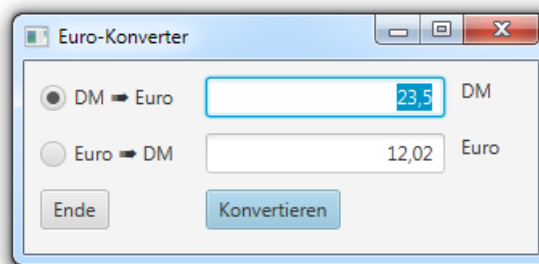 Euro-Konverter
DM ➡ Euro 23,5 DM
Euro ➡ DM 12,02 Euro
Ende Konvertieren